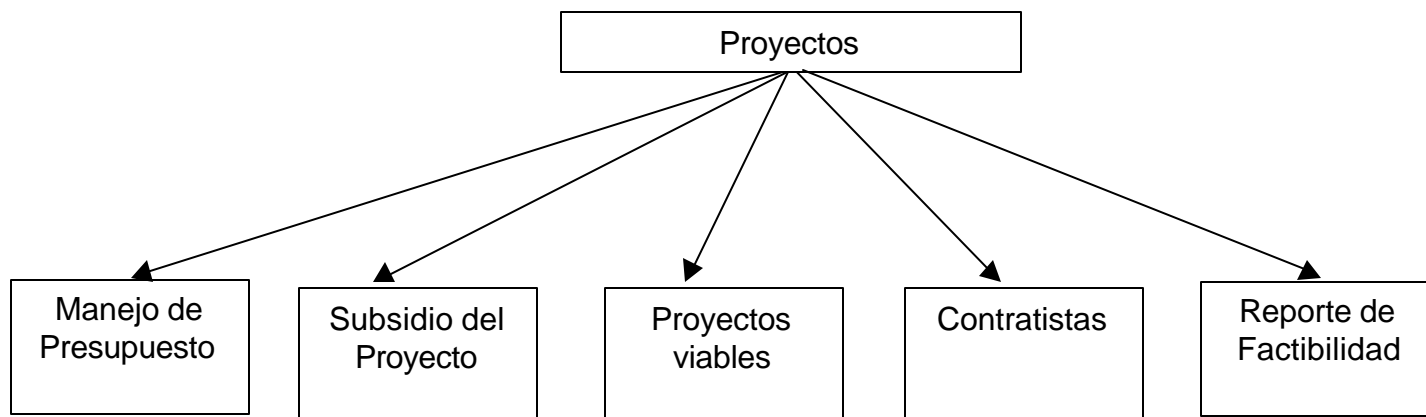 Proyectos
Manejo de
Presupuesto
Subsidio del
Proyecto
Proyectos
viables
Contratistas
Reporte de
Factibilidad